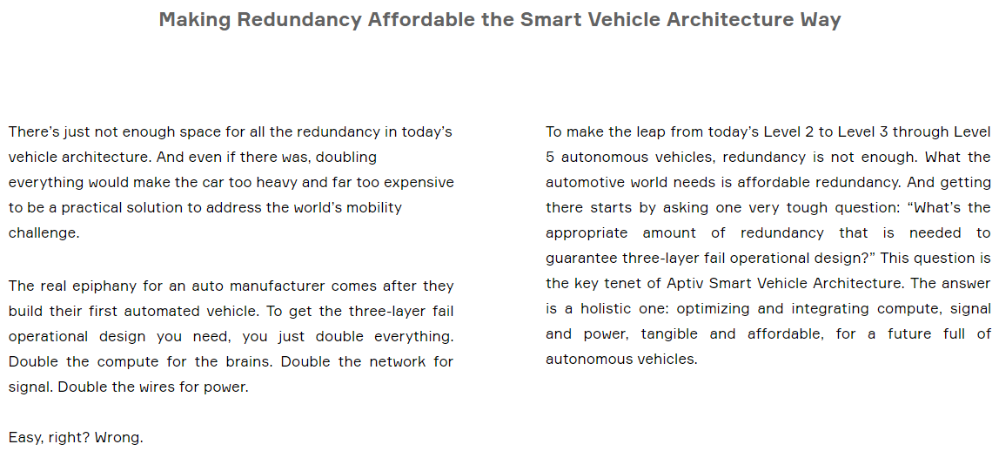 Making Redundancy Affordable the Smart Vehicle Architecture Way
There's just not enough space for all the redundancy in today's
vehicle architecture. And even if there was, doubling
everything would make the car too heavy and far too expensive
to be a practical solution to address the world's mobility
challenge.
The real epiphany for an auto manufacturer comes after they
build their first automated vehicle. To get the three-layer fail
operational design you need, you just double everything.
Double the compute for the brains. Double the network for
signal. Double the wires for power.
Easy, right? Wrong.
To make the leap from today's Level 2 to Level 3 through Level
5 autonomous vehicles, redundancy is not enough. What the
automotive world needs is affordable redundancy. And getting
there starts by asking one very tough question: “What's the
appropriate amount of redundancy that is needed to
guarantee three-layer fail operational design?” This question is
the key tenet of Aptiv Smart Vehicle Architecture. The answer
is a holistic one: optimizing and integrating compute, signal
and power, tangible and affordable, for a future full of
autonomous vehicles.